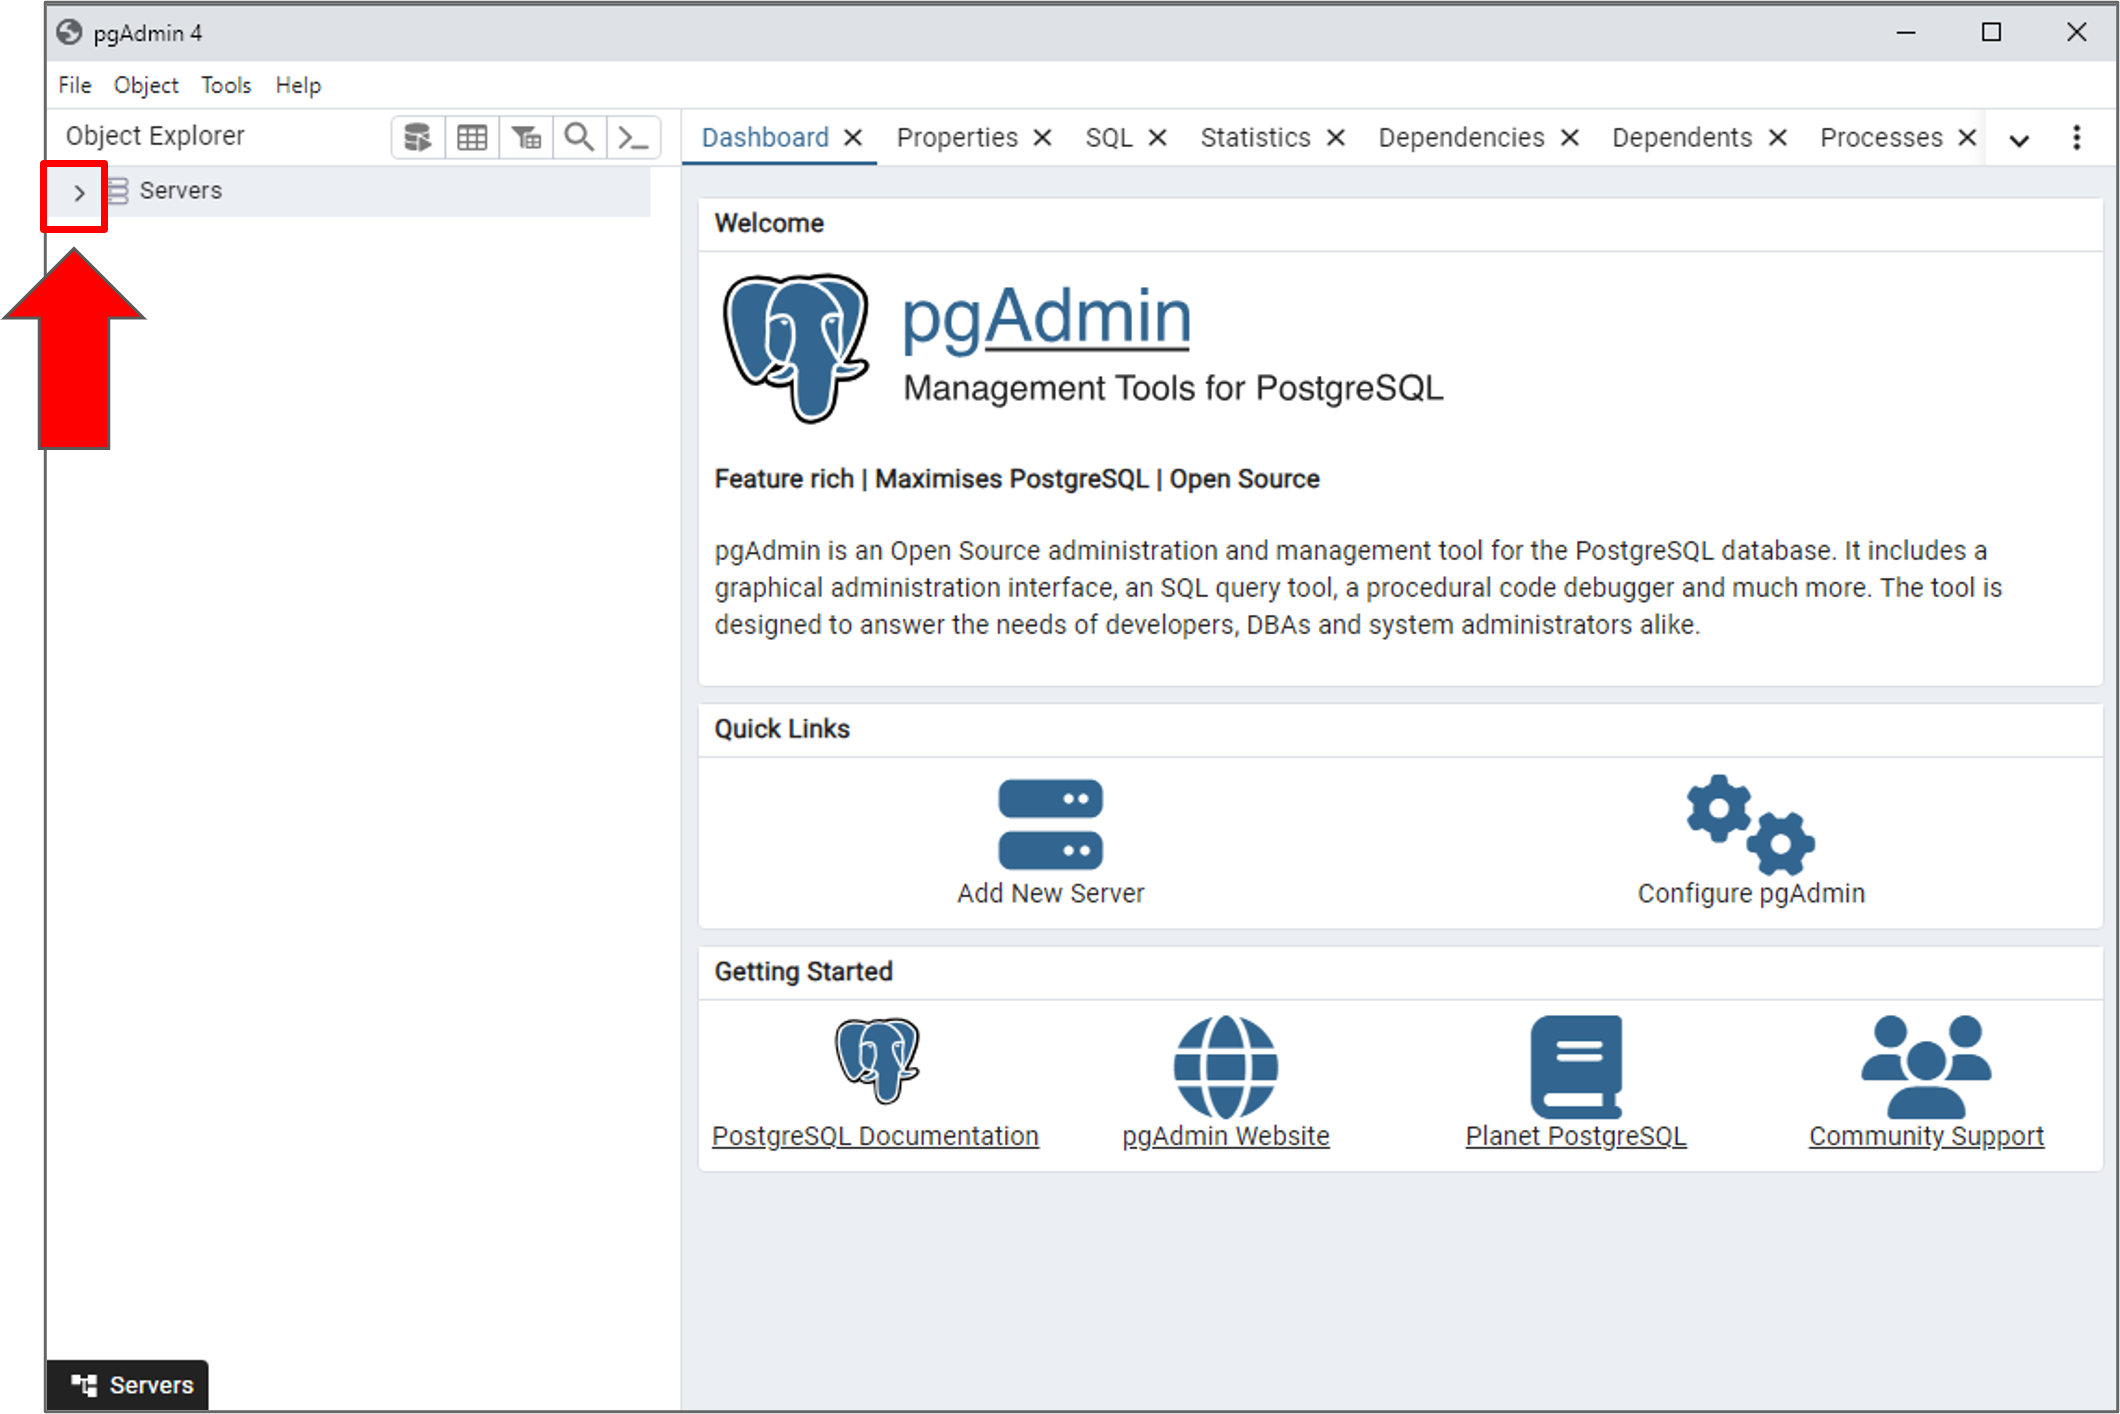 pgAdmin 4
File Object Tools Help
Object Explorer
Dashboard Properties SQL Statistics Dependencies Dependents Processes
Servers
Welcome
pgAdmin
Management Tools for PostgreSQL
Feature rich | Maximises PostgreSQL | Open Source
pgAdmin is an Open Source administration and management tool for the PostgreSQL database. It includes a
graphical administration interface, an SQL query tool, a procedural code debugger and much more. The tool is
designed to answer the needs of developers, DBAs and system administrators alike.
Quick Links
Add New Server
Configure pgAdmin
Getting Started
PostgreSQL Documentation
pgAdmin Website
Planet PostgreSQL
Community Support
Servers